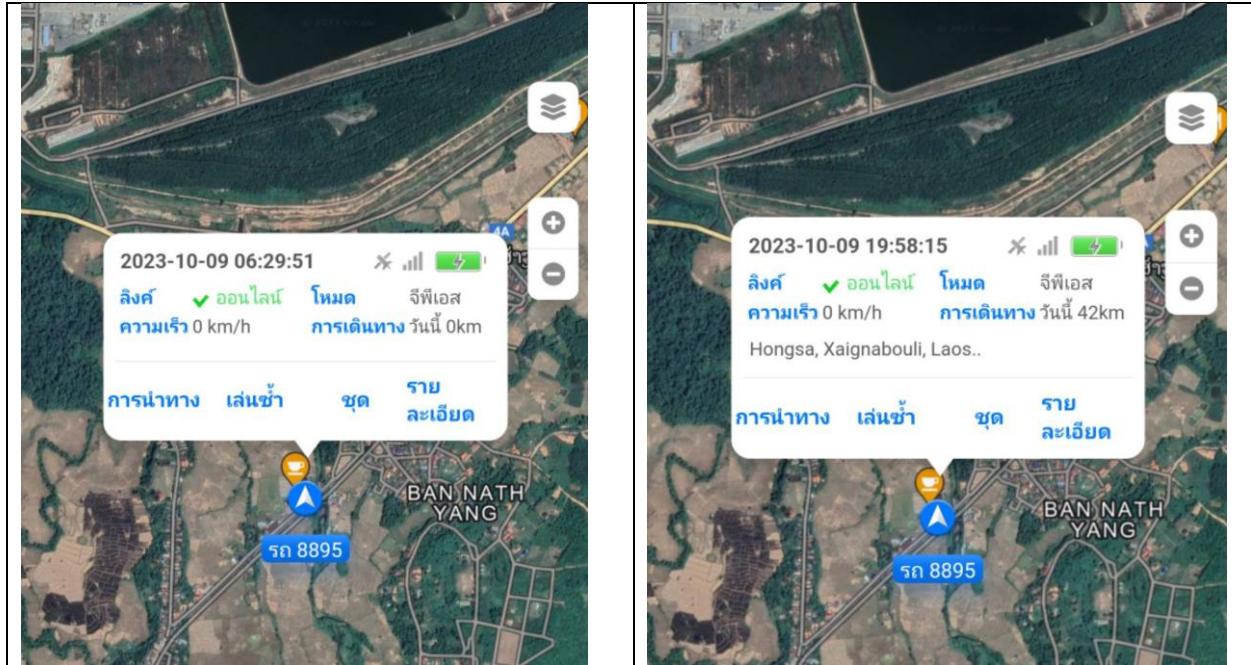 4A
2023-10-09 06:29:51
ลิงค์ ออนไลน์ โหมด จีพีเอส
ความเร็ว 0 km/h การเดินทาง วันนี้ 0km
การนำทาง เล่นซ้ำ ชุด ราย
ละเอียด
BAN NATH
YANG
รถ 8895
2023-10-09 19:58:15
ลิงค์ ออนไลน์ โหมด จีพีเอส
ความเร็ว 0 km/h การเดินทาง วันนี้ 42km
Hongsa, Xaignabouli, Laos..
การนำทาง เล่นซ้ำ ชุด ราย
ละเอียด
BAN NATH
YANG
รถ 8895